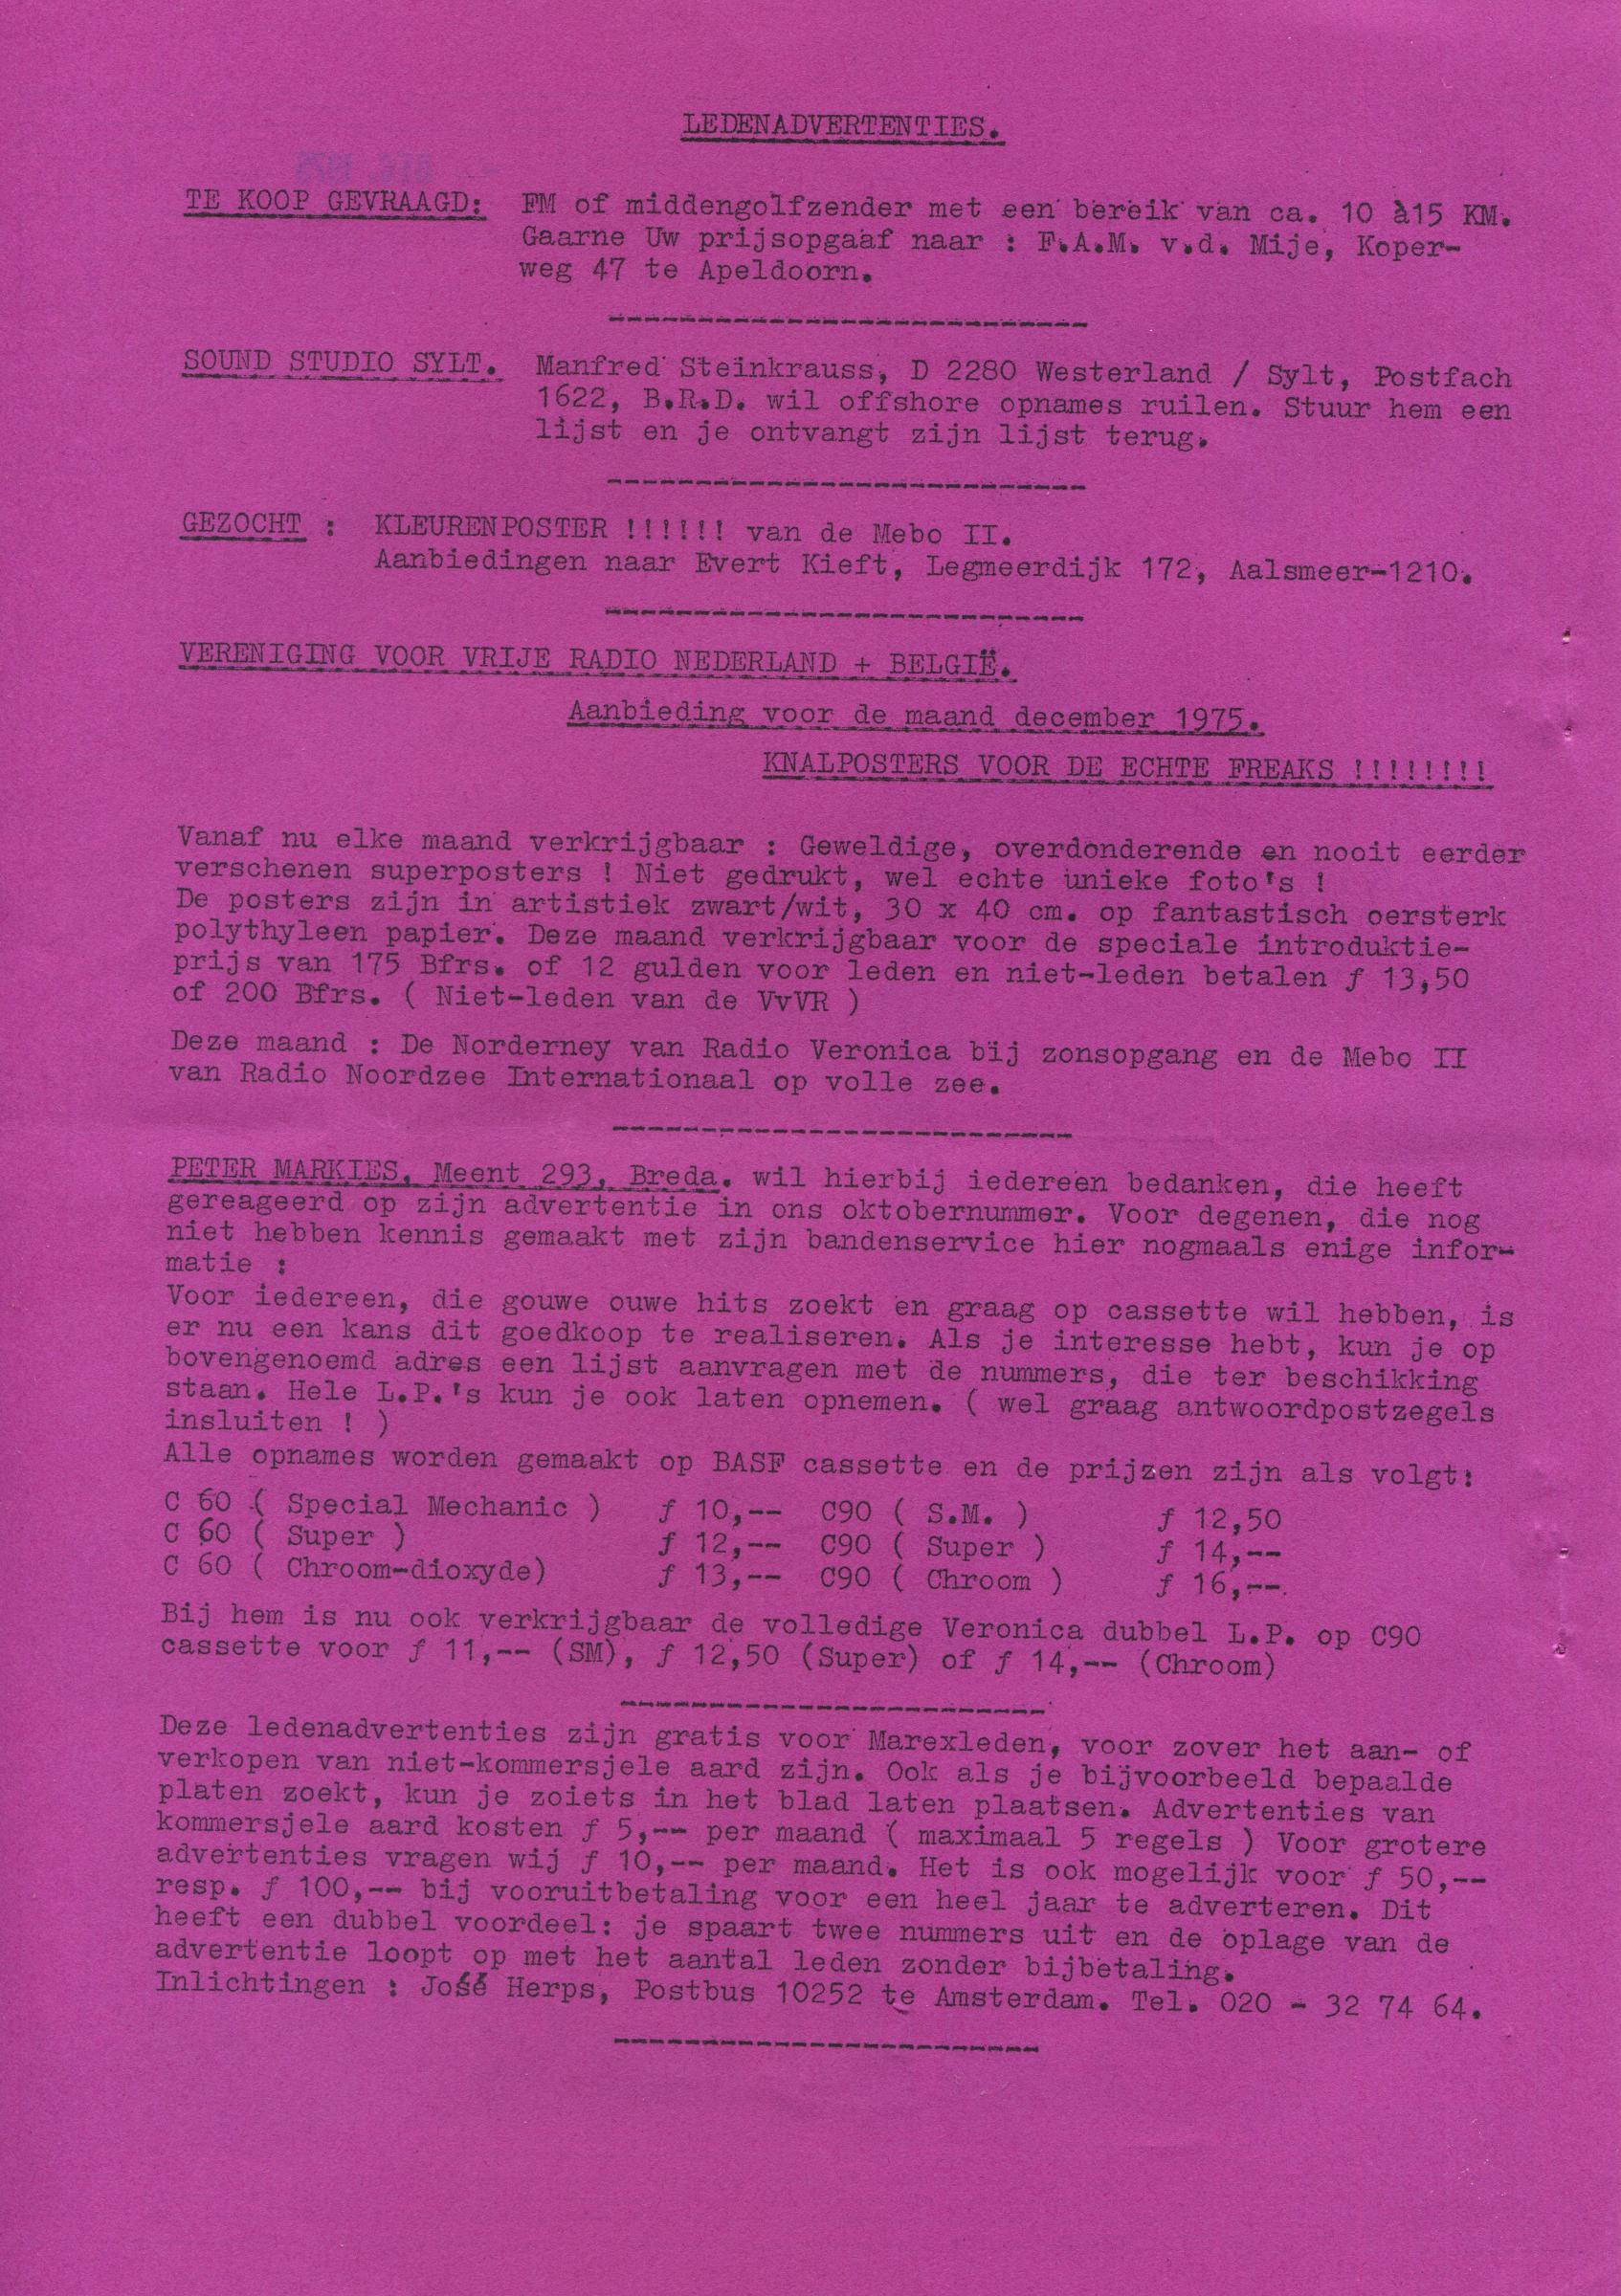 LEDENADVERTENTIES.
TE KOOP GEVRAAGD: FM of middengolfzender met een bereik van ca. 10 à15 KM.
Gaarne Uw prijsopgaaf naar : F.A.M. v.d. Mije, Koper-
weg 47 te Apeldoorn.
---------------------------
SOUND STUDIO SYLT. Manfred Steinkrauss, D 2280 Westerland / Sylt, Postfach
1622, B.R.D. wil offshore opnames ruilen. Stuur hem een
lijst en je ontvangt zijn lijst terug.
---------------------------
GEZOCHT : KLEURENPOSTER !!!!!! van de Mebo II.
Aanbiedingen naar Evert Kieft, Legmeerdijk 172, Aalsmeer-1210.
---------------------------
VERENIGING VOOR VRIJE RADIO NEDERLAND + BELGIË.
Aanbieding voor de maand december 1975.
KNALPOSTERS VOOR DE ECHTE FREAKS !!!!!!!!
Vanaf nu elke maand verkrijgbaar : Geweldige, overdonderende en nooit eerder
verschenen superposters ! Niet gedrukt, wel echte unieke foto's !
De posters zijn in artistiek zwart/wit, 30 x 40 cm. op fantastisch oersterk
polythyleen papier. Deze maand verkrijgbaar voor de speciale introduktie-
prijs van 175 Bfrs. of 12 gulden voor leden en niet-leden betalen ƒ 13,50
of 200 Bfrs. ( Niet-leden van de VvVR )
Deze maand : De Norderney van Radio Veronica bij zonsopgang en de Mebo II
van Radio Noordzee Internationaal op volle zee.
--------------------------
PETER MARKIES, Meent 293, Breda. wil hierbij iedereen bedanken, die heeft
gereageerd op zijn advertentie in ons oktobernummer. Voor degenen, die nog
niet hebben kennis gemaakt met zijn bandenservice hier nogmaals enige infor-
matie :
Voor iedereen, die gouwe ouwe hits zoekt en graag op cassette wil hebben, is
er nu een kans dit goedkoop te realiseren. Als je interesse hebt, kun je op
bovengenoemd adres een lijst aanvragen met de nummers, die ter beschikking
staan. Hele L.P.'s kun je ook laten opnemen. ( wel graag antwoordpostzegels
insluiten ! )
Alle opnames worden gemaakt op BASF cassette en de prijzen zijn als volgt:
C 60 ( Special Mechanic ) ƒ 10,-- C90 ( S.M. ) ƒ 12,50
C 60 ( Super ) ƒ 12,-- C90 ( Super ) ƒ 14,--
C 60 ( Chroom-dioxyde) ƒ 13,-- C90 ( Chroom ) ƒ 16,--.
Bij hem is nu ook verkrijgbaar de volledige Veronica dubbel L.P. op C90
cassette voor ƒ 11,-- (SM), ƒ 12,50 (Super) of ƒ 14,-- (Chroom)
------------------------
Deze ledenadvertenties zijn gratis voor Marexleden, voor zover het aan- of
verkopen van niet-kommersjele aard zijn. Ook als je bijvoorbeeld bepaalde
platen zoekt, kun je zoiets in het blad laten plaatsen. Advertenties van
kommersjele aard kosten ƒ 5,-- per maand ( maximaal 5 regels ) Voor grotere
advertenties vragen wij ƒ 10,-- per maand. Het is ook mogelijk voor ƒ 50,--
resp. ƒ 100,-- bij vooruitbetaling voor een heel jaar te adverteren. Dit
heeft een dubbel voordeel: je spaart twee nummers uit en de oplage van de
advertentie loopt op met het aantal leden zonder bijbetaling.
Inlichtingen : José Herps, Postbus 10252 te Amsterdam. Tel. 020 - 32 74 64.
------------------------